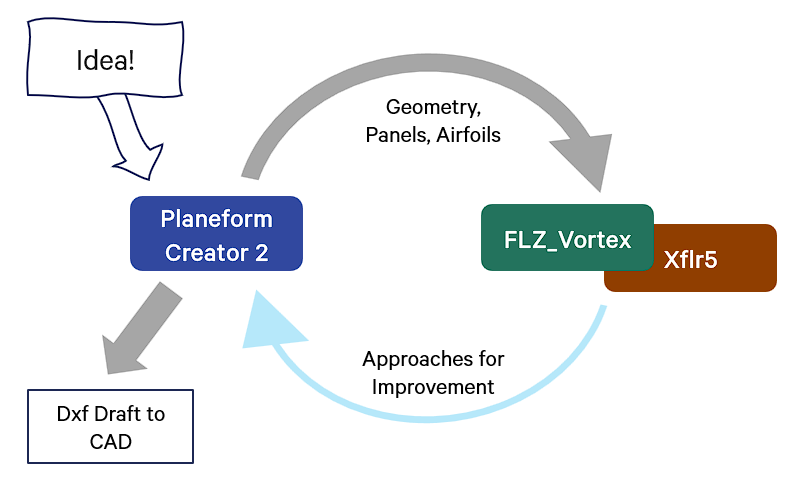 Idea!
Geometry,
Panels, Airfoils
Planeform
Creator 2
FLZ_Vortex
Xflr5
Approaches for
Improvement
Dxf Draft to
CAD